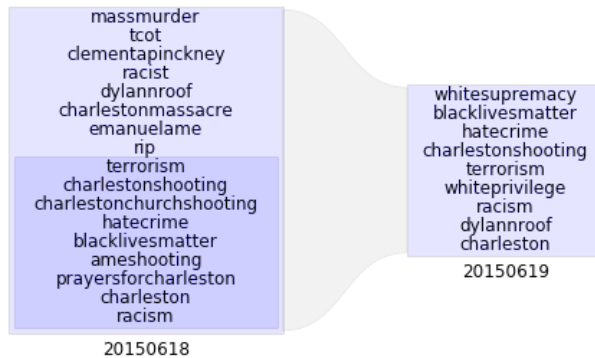 massmurder
tcot
clementapinckney
racist
dylannroof
charlestonmassacre
emanuelame
rip
terrorism
charlestonshooting
charlestonchurchshooting
hatecrime
blacklivesmatter
ameshooting
prayersforcharleston
charleston
racism
20150618
whitesupremacy
blacklivesmatter
hatecrime
charlestonshooting
terrorism
whiteprivilege
racism
dylannroof
charleston
20150619